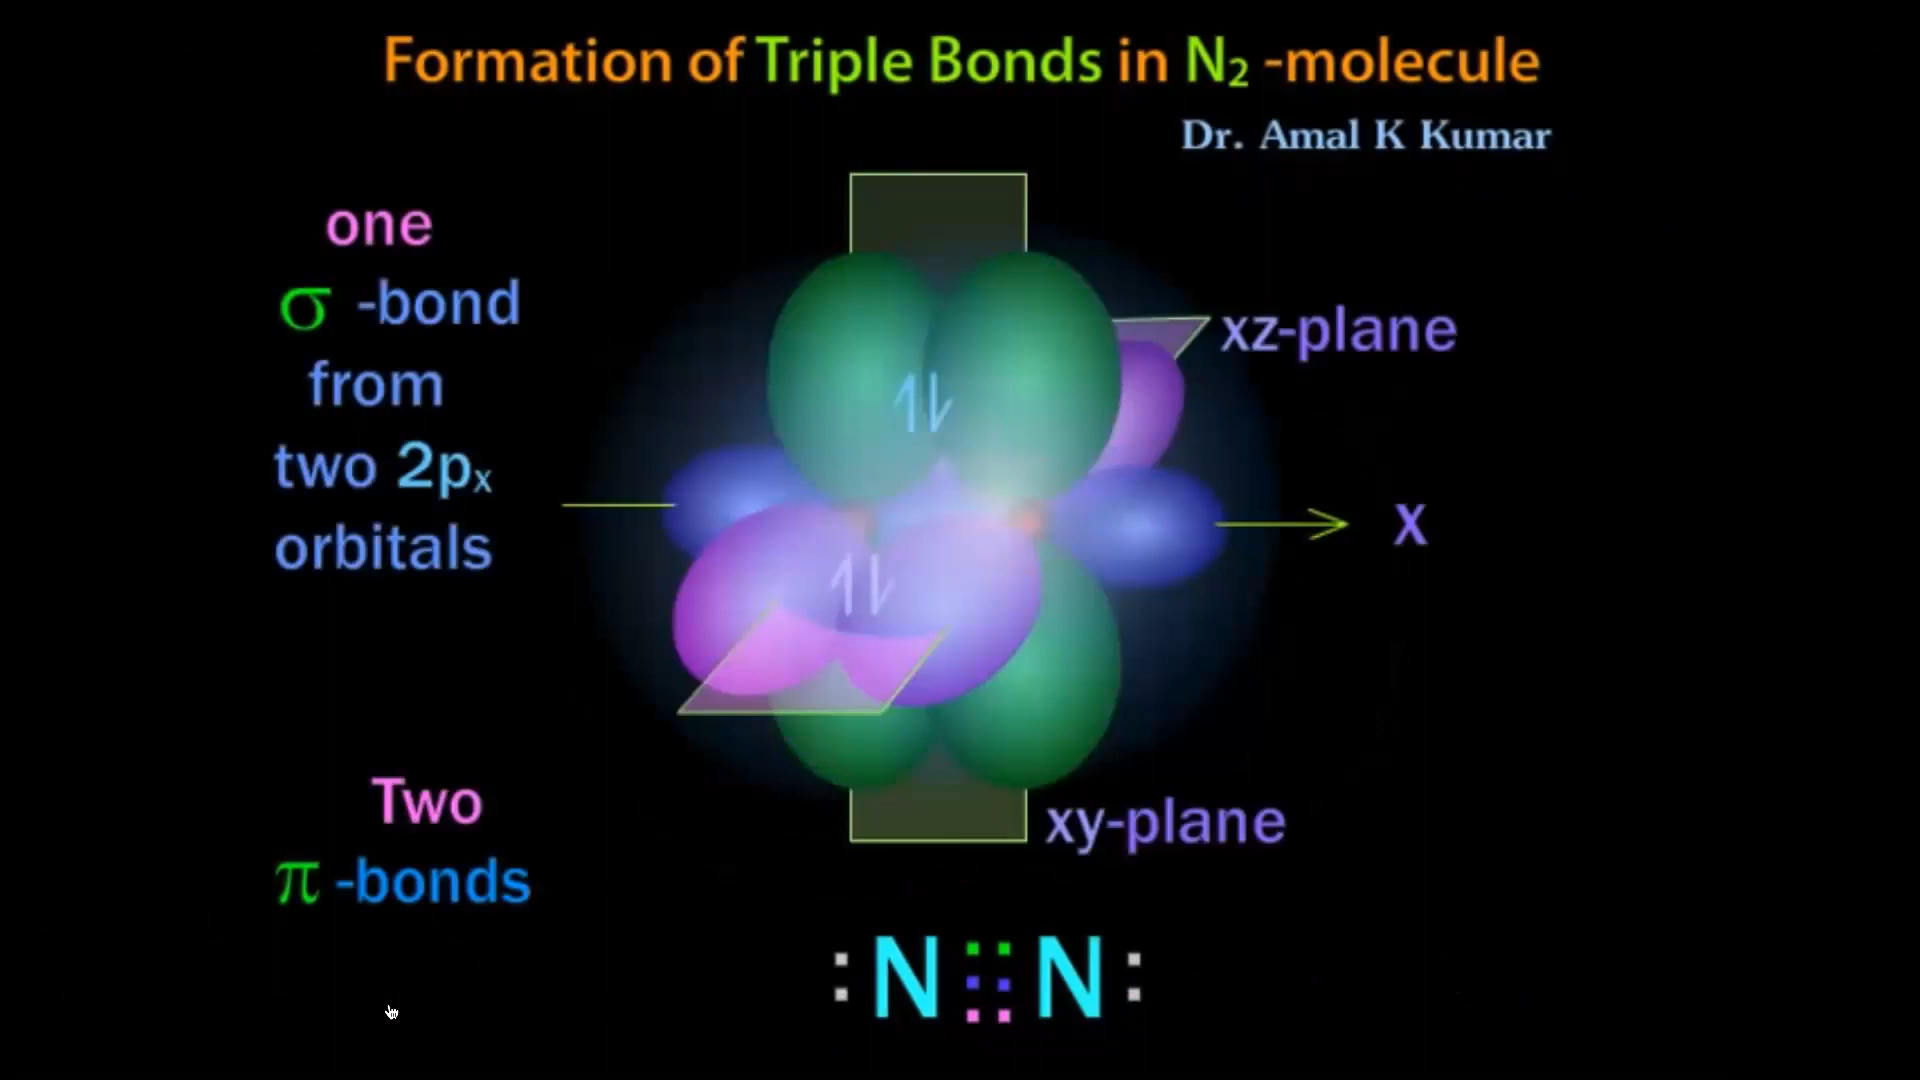 Formation of Triple Bonds in N₂ -molecule
Dr. Amal K Kumar
one
σ -bond
from
two 2pₓ
orbitals
xz-plane
X
Two
π -bonds
xy-plane
:N:::N: